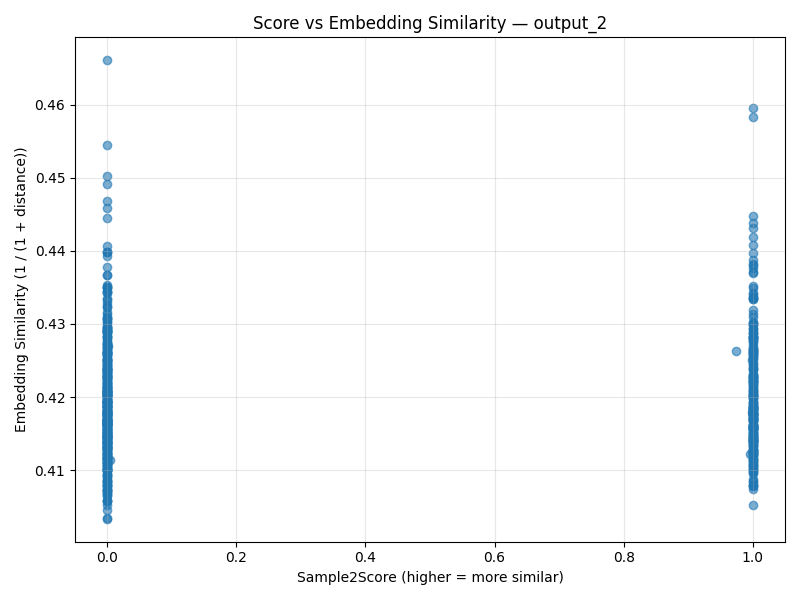 Score vs Embedding Similarity — output_2
Embedding Similarity (1 / (1 + distance))
0.46
0.45
0.44
0.43
0.42
0.41
0.0 0.2 0.4 0.6 0.8 1.0
Sample2Score (higher = more similar)